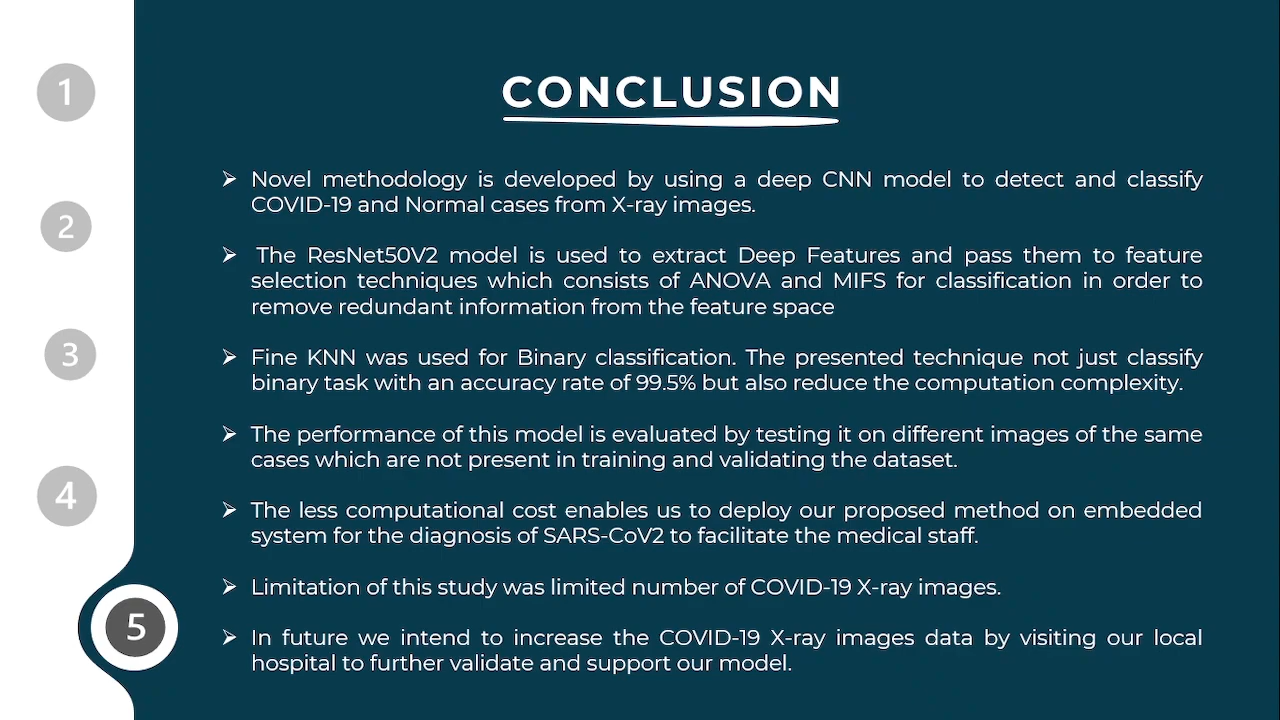 1
2
3
4
5
CONCLUSION
➢ Novel methodology is developed by using a deep CNN model to detect and classify
COVID-19 and Normal cases from X-ray images.
➢ The ResNet50V2 model is used to extract Deep Features and pass them to feature
selection techniques which consists of ANOVA and MIFS for classification in order to
remove redundant information from the feature space
➢ Fine KNN was used for Binary classification. The presented technique not just classify
binary task with an accuracy rate of 99.5% but also reduce the computation complexity.
➢ The performance of this model is evaluated by testing it on different images of the same
cases which are not present in training and validating the dataset.
➢ The less computational cost enables us to deploy our proposed method on embedded
system for the diagnosis of SARS-CoV2 to facilitate the medical staff.
➢ Limitation of this study was limited number of COVID-19 X-ray images.
➢ In future we intend to increase the COVID-19 X-ray images data by visiting our local
hospital to further validate and support our model.